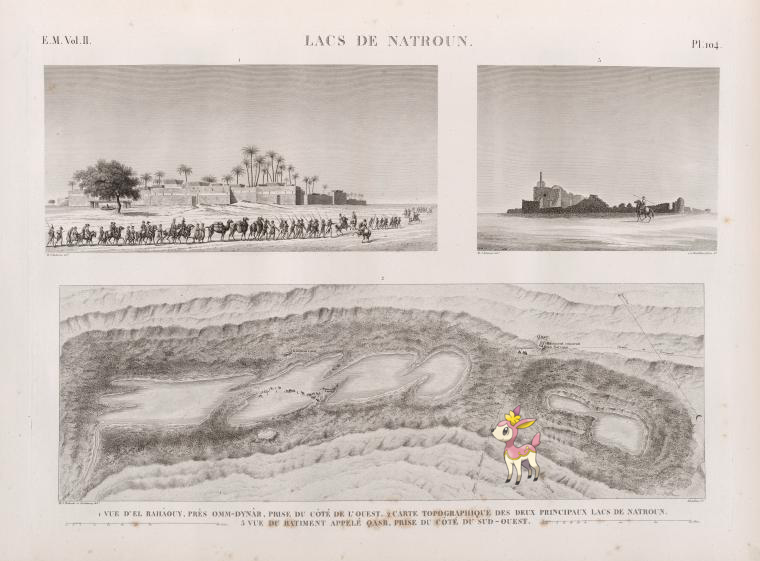 E.M. Vol. II.
LACS DE NATROUN.
Pl. 104.
1
3
2
1 VUE D'EL RAHÂOUY, PRÈS OMM-DYNÂR, PRISE DU CÔTÉ DE L'OUEST. 2 CARTE TOPOGRAPHIQUE DES DEUX PRINCIPAUX LACS DE NATROUN.
3 VUE DU BATIMENT APPELÉ QASR, PRISE DU CÔTÉ DU SUD-OUEST.